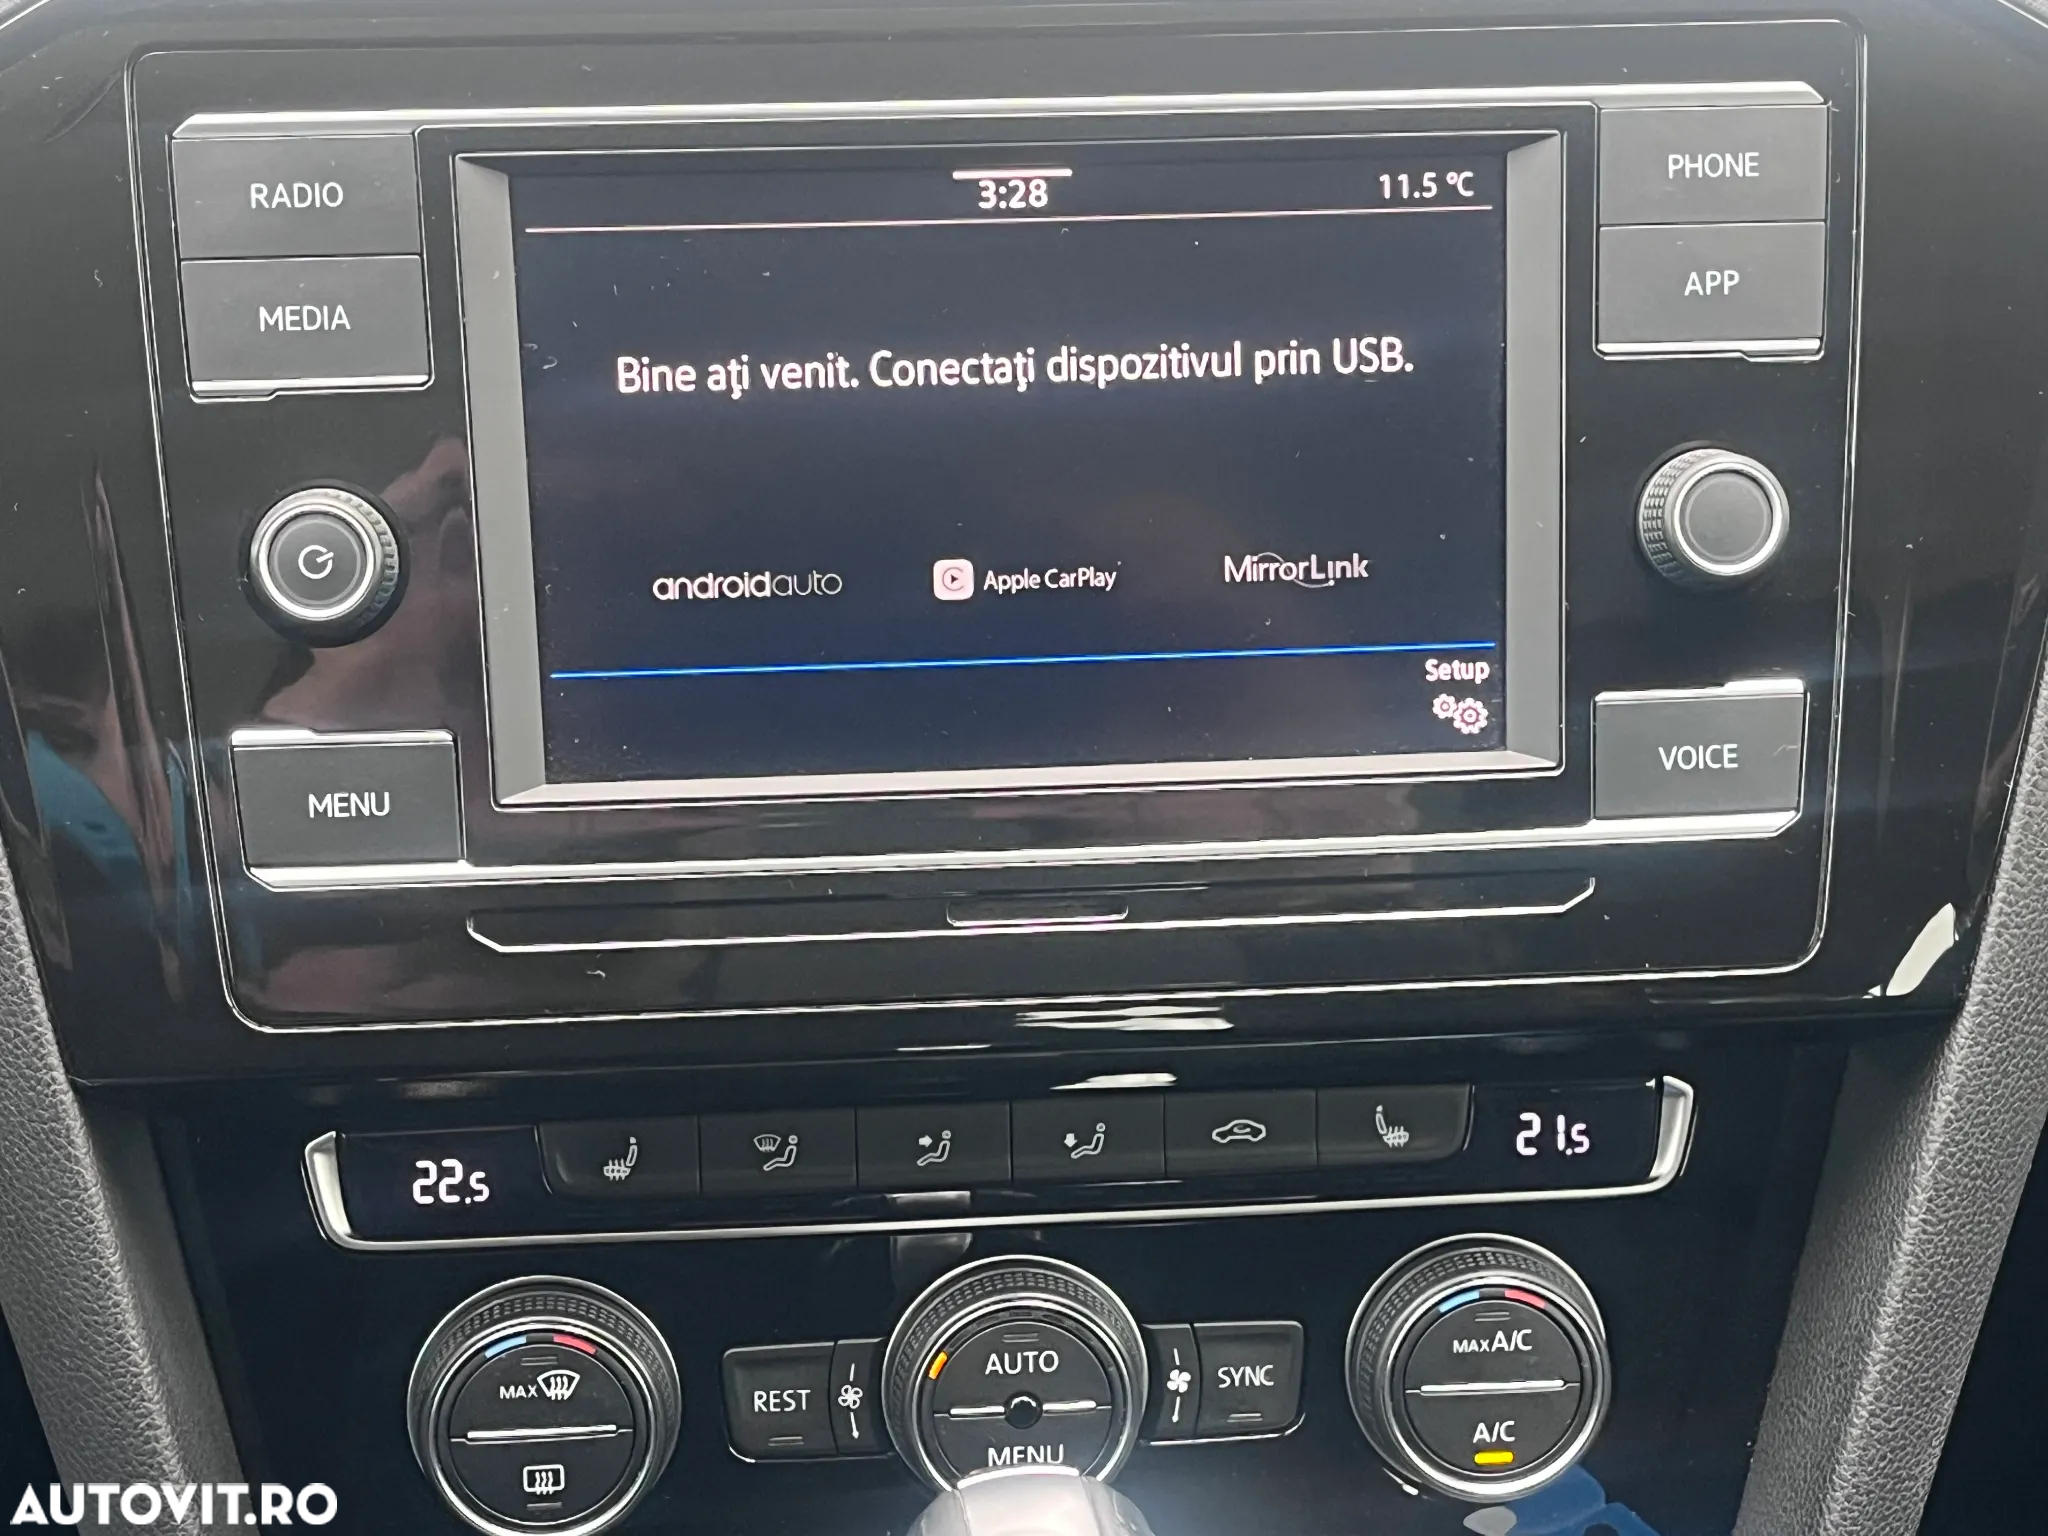 RADIO
MEDIA
MENU
PHONE
APP
VOICE
3:28
11.5 °C
Bine aţi venit. Conectaţi dispozitivul prin USB.
androidauto
Apple CarPlay
MirrorLink
Setup
22.5
21.5
MAX
REST
AUTO
MENU
SYNC
MAX A/C
A/C
AUTOVIT.RO